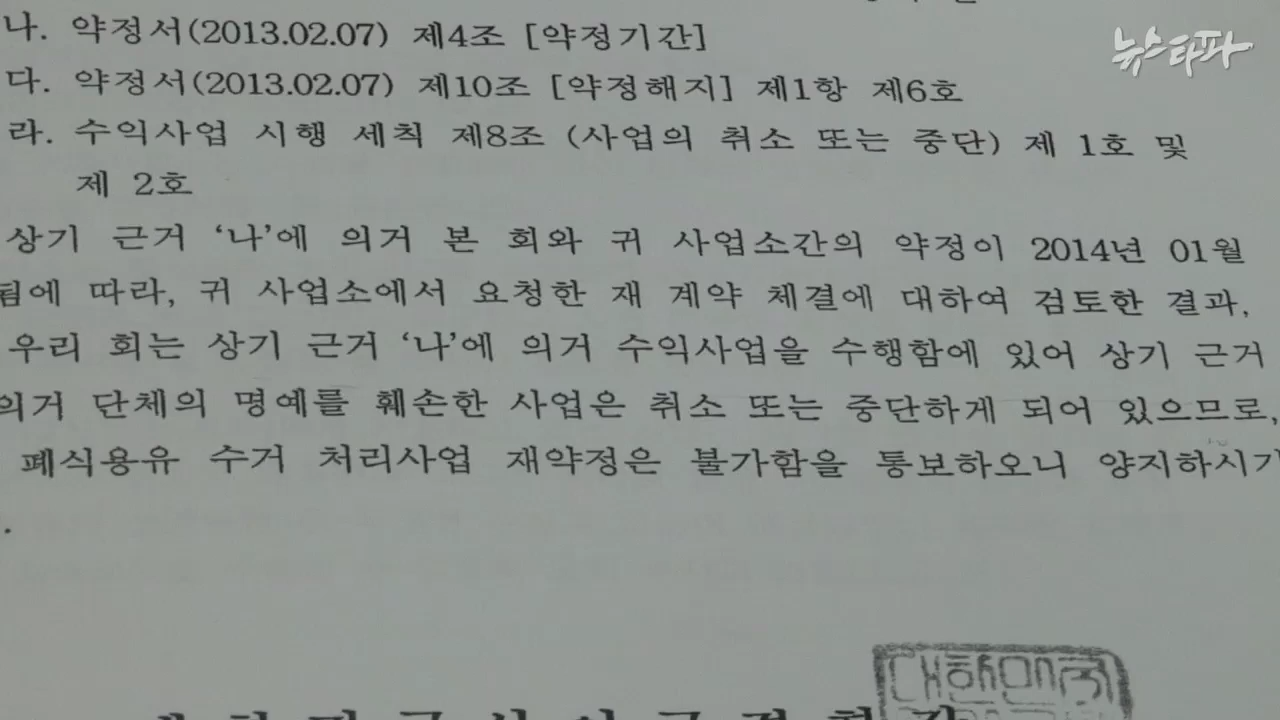 뉴스타파
나. 약정서(2013.02.07) 제4조 [약정기간]
다. 약정서(2013.02.07) 제10조 [약정해지] 제1항 제6호
라. 수익사업 시행 세칙 제8조 (사업의 취소 또는 중단) 제 1호 및
제 2호
상기 근거 ‘나’에 의거 본 회와 귀 사업소간의 약정이 2014년 01월
됨에 따라, 귀 사업소에서 요청한 재 계약 체결에 대하여 검토한 결과,
우리 회는 상기 근거 ‘나’에 의거 수익사업을 수행함에 있어 상기 근거
의거 단체의 명예를 훼손한 사업은 취소 또는 중단하게 되어 있으므로,
폐식용유 수거 처리사업 재약정은 불가함을 통보하오니 양지하시기
.
대한민국